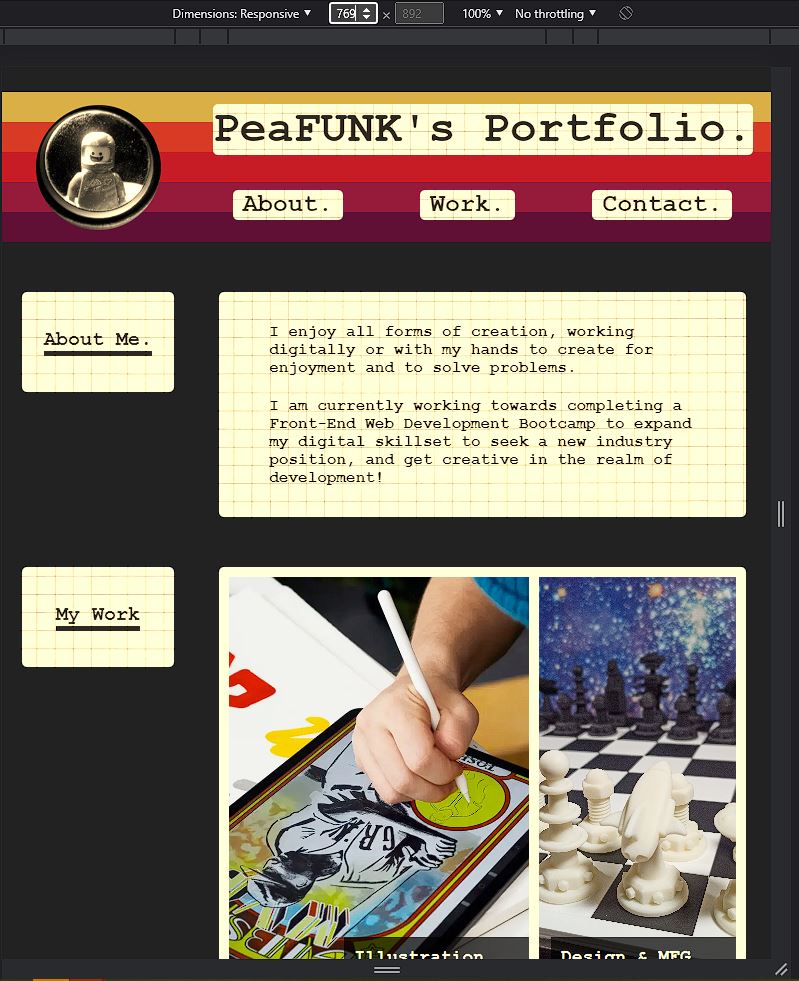 Dimensions: Responsive ▼ 769 × 892 100% ▼ No throttling ▼
PeaFUNK's Portfolio.
About. Work. Contact.
About Me.
I enjoy all forms of creation, working
digitally or with my hands to create for
enjoyment and to solve problems.
I am currently working towards completing a
Front-End Web Development Bootcamp to expand
my digital skillset to seek a new industry
position, and get creative in the realm of
development!
My Work
Illustration
Design & MFG